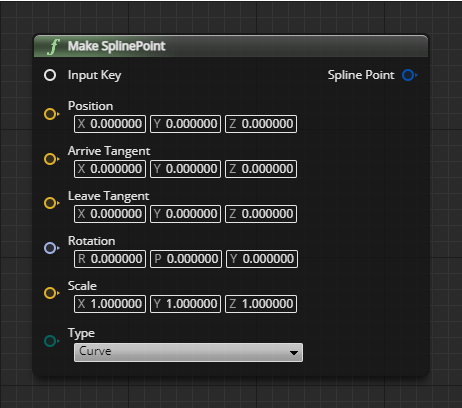 f Make SplinePoint
Input Key Spline Point
Position
X 0.000000 Y 0.000000 Z 0.000000
Arrive Tangent
X 0.000000 Y 0.000000 Z 0.000000
Leave Tangent
X 0.000000 Y 0.000000 Z 0.000000
Rotation
R 0.000000 P 0.000000 Y 0.000000
Scale
X 1.000000 Y 1.000000 Z 1.000000
Type
Curve